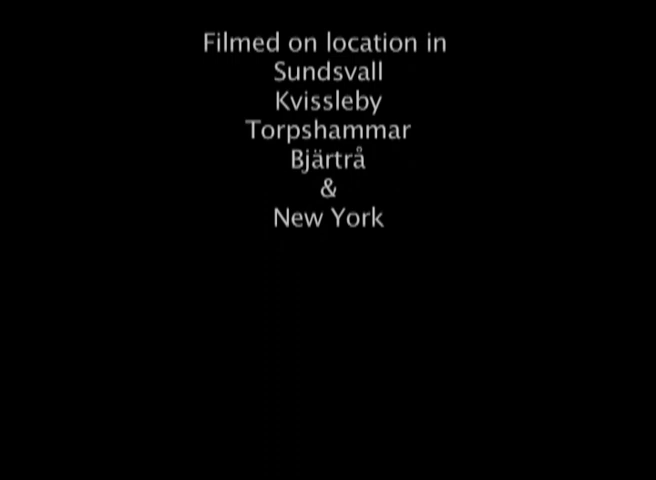 Filmed on location in
Sundsvall
Kvissleby
Torpshammar
Bjärtrå
&
New York